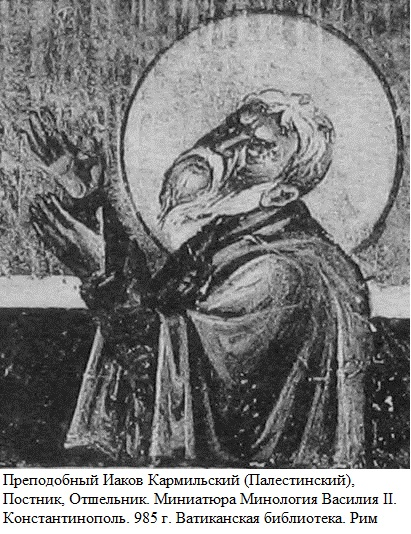 Преподобный Иаков Кармильский (Палестинский),
Постник, Отшельник. Миниатюра Минология Василия II.
Константинополь. 985 г. Ватиканская библиотека. Рим